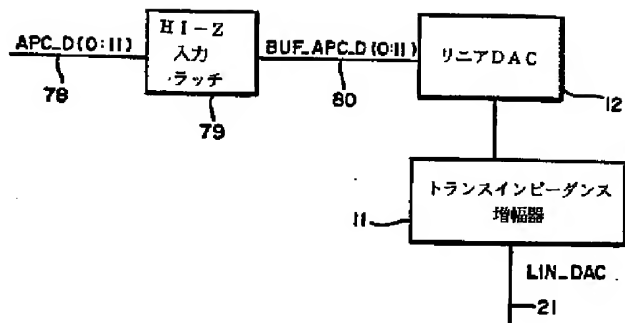 APC_D(0:11)
78
HI-Z
入力
ラッチ
79
BUF_APC_D(0:11)
80
リニアDAC
12
トランスインピーダンス
増幅器
11
LIN_DAC
21